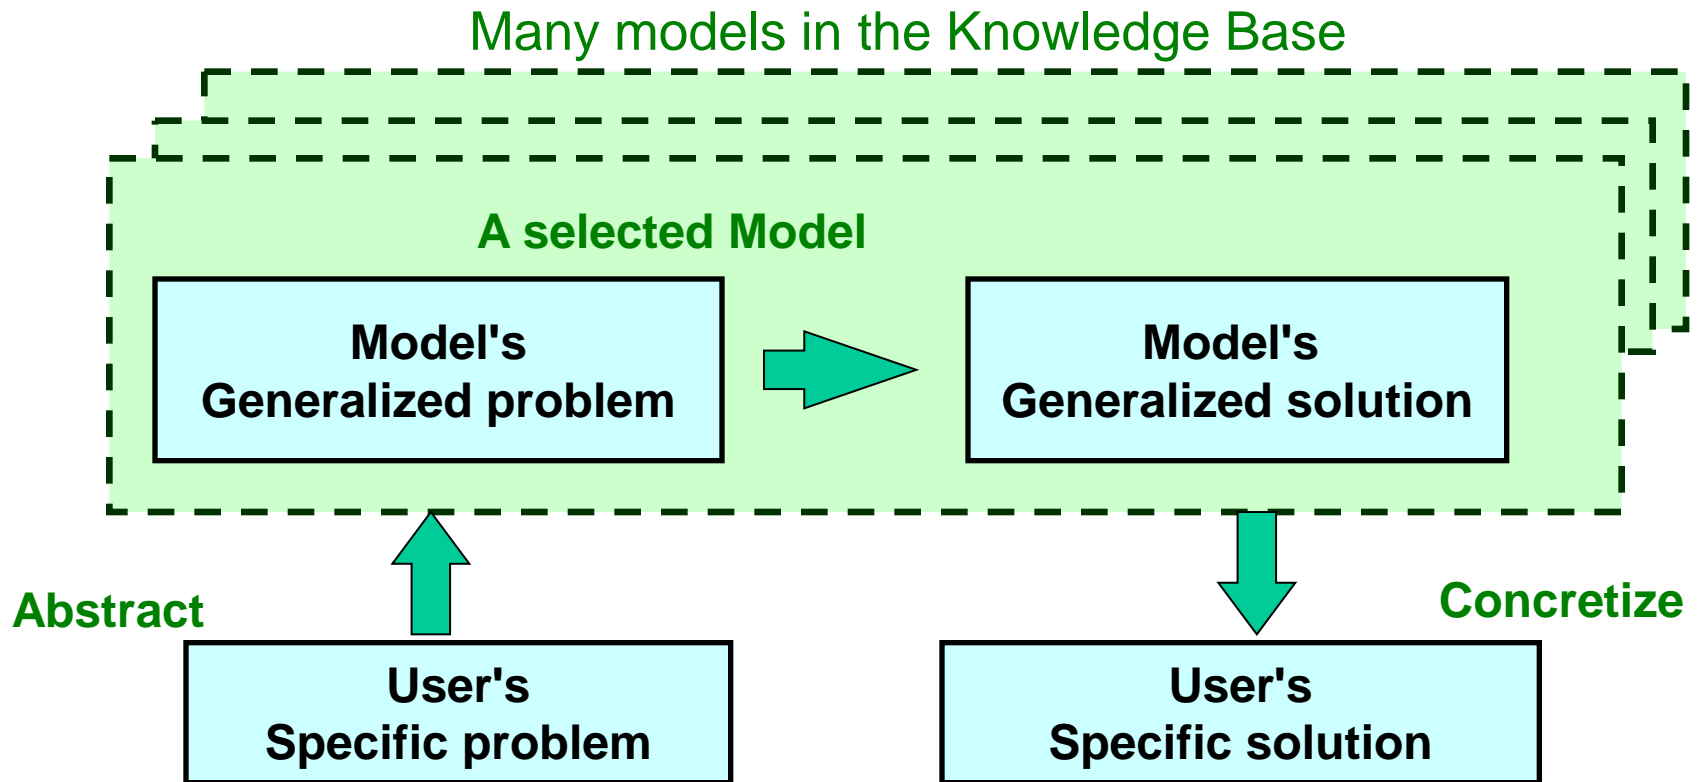 Many models in the Knowledge Base
A selected Model
Model's
Generalized problem
Model's
Generalized solution
Abstract
Concretize
User's
Specific problem
User's
Specific solution